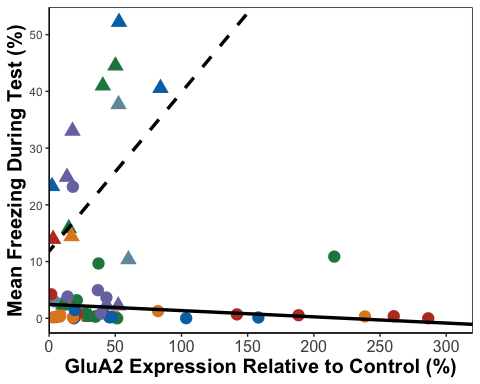 Mean Freezing During Test (%)
50
40
30
20
10
0
0 50 100 150 200 250 300
GluA2 Expression Relative to Control (%)